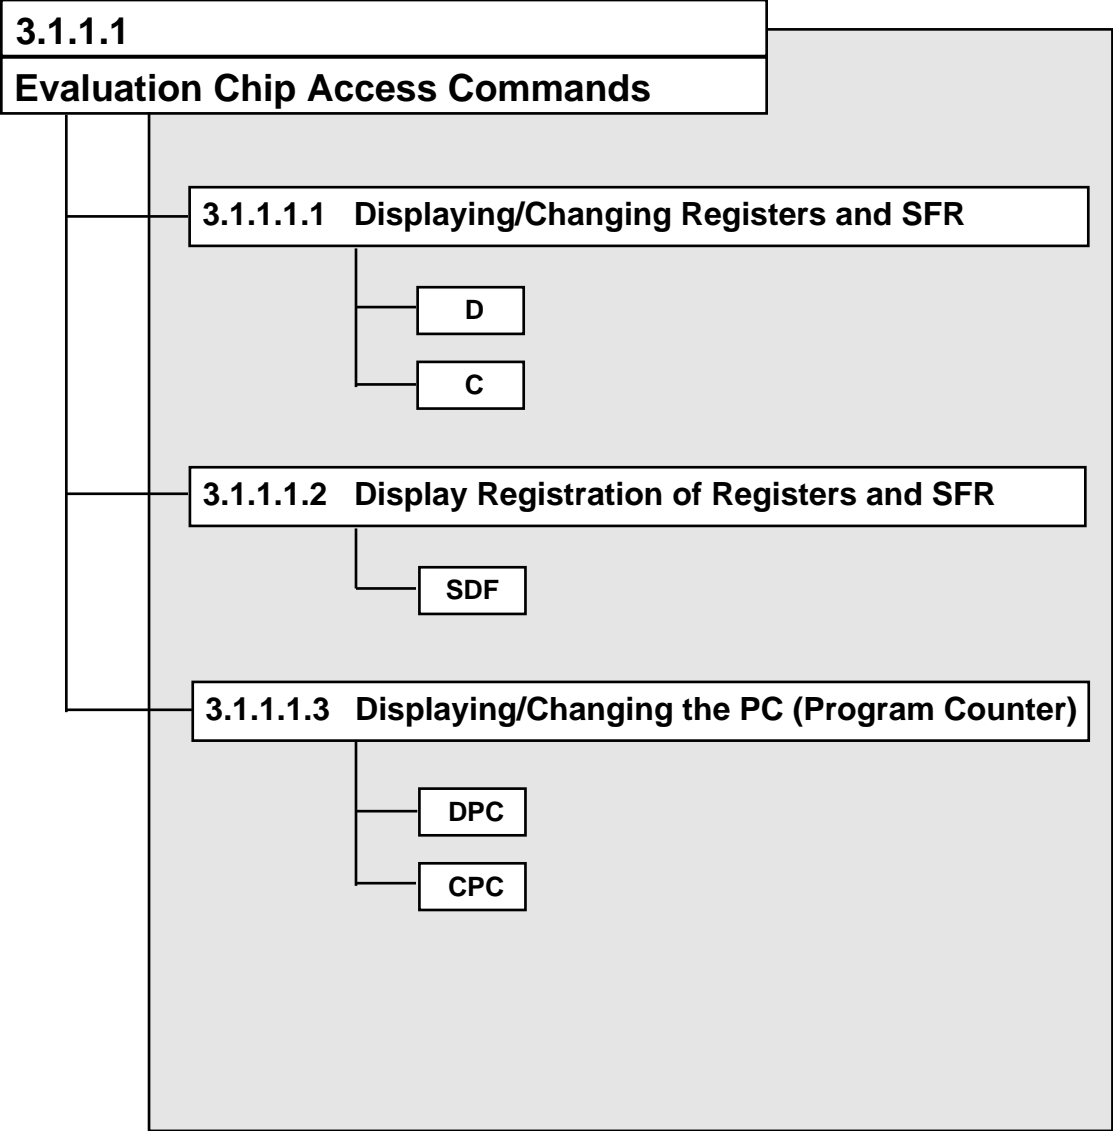 3.1.1.1
Evaluation Chip Access Commands
3.1.1.1.1 Displaying/Changing Registers and SFR
D
C
3.1.1.1.2 Display Registration of Registers and SFR
SDF
3.1.1.1.3 Displaying/Changing the PC (Program Counter)
DPC
CPC